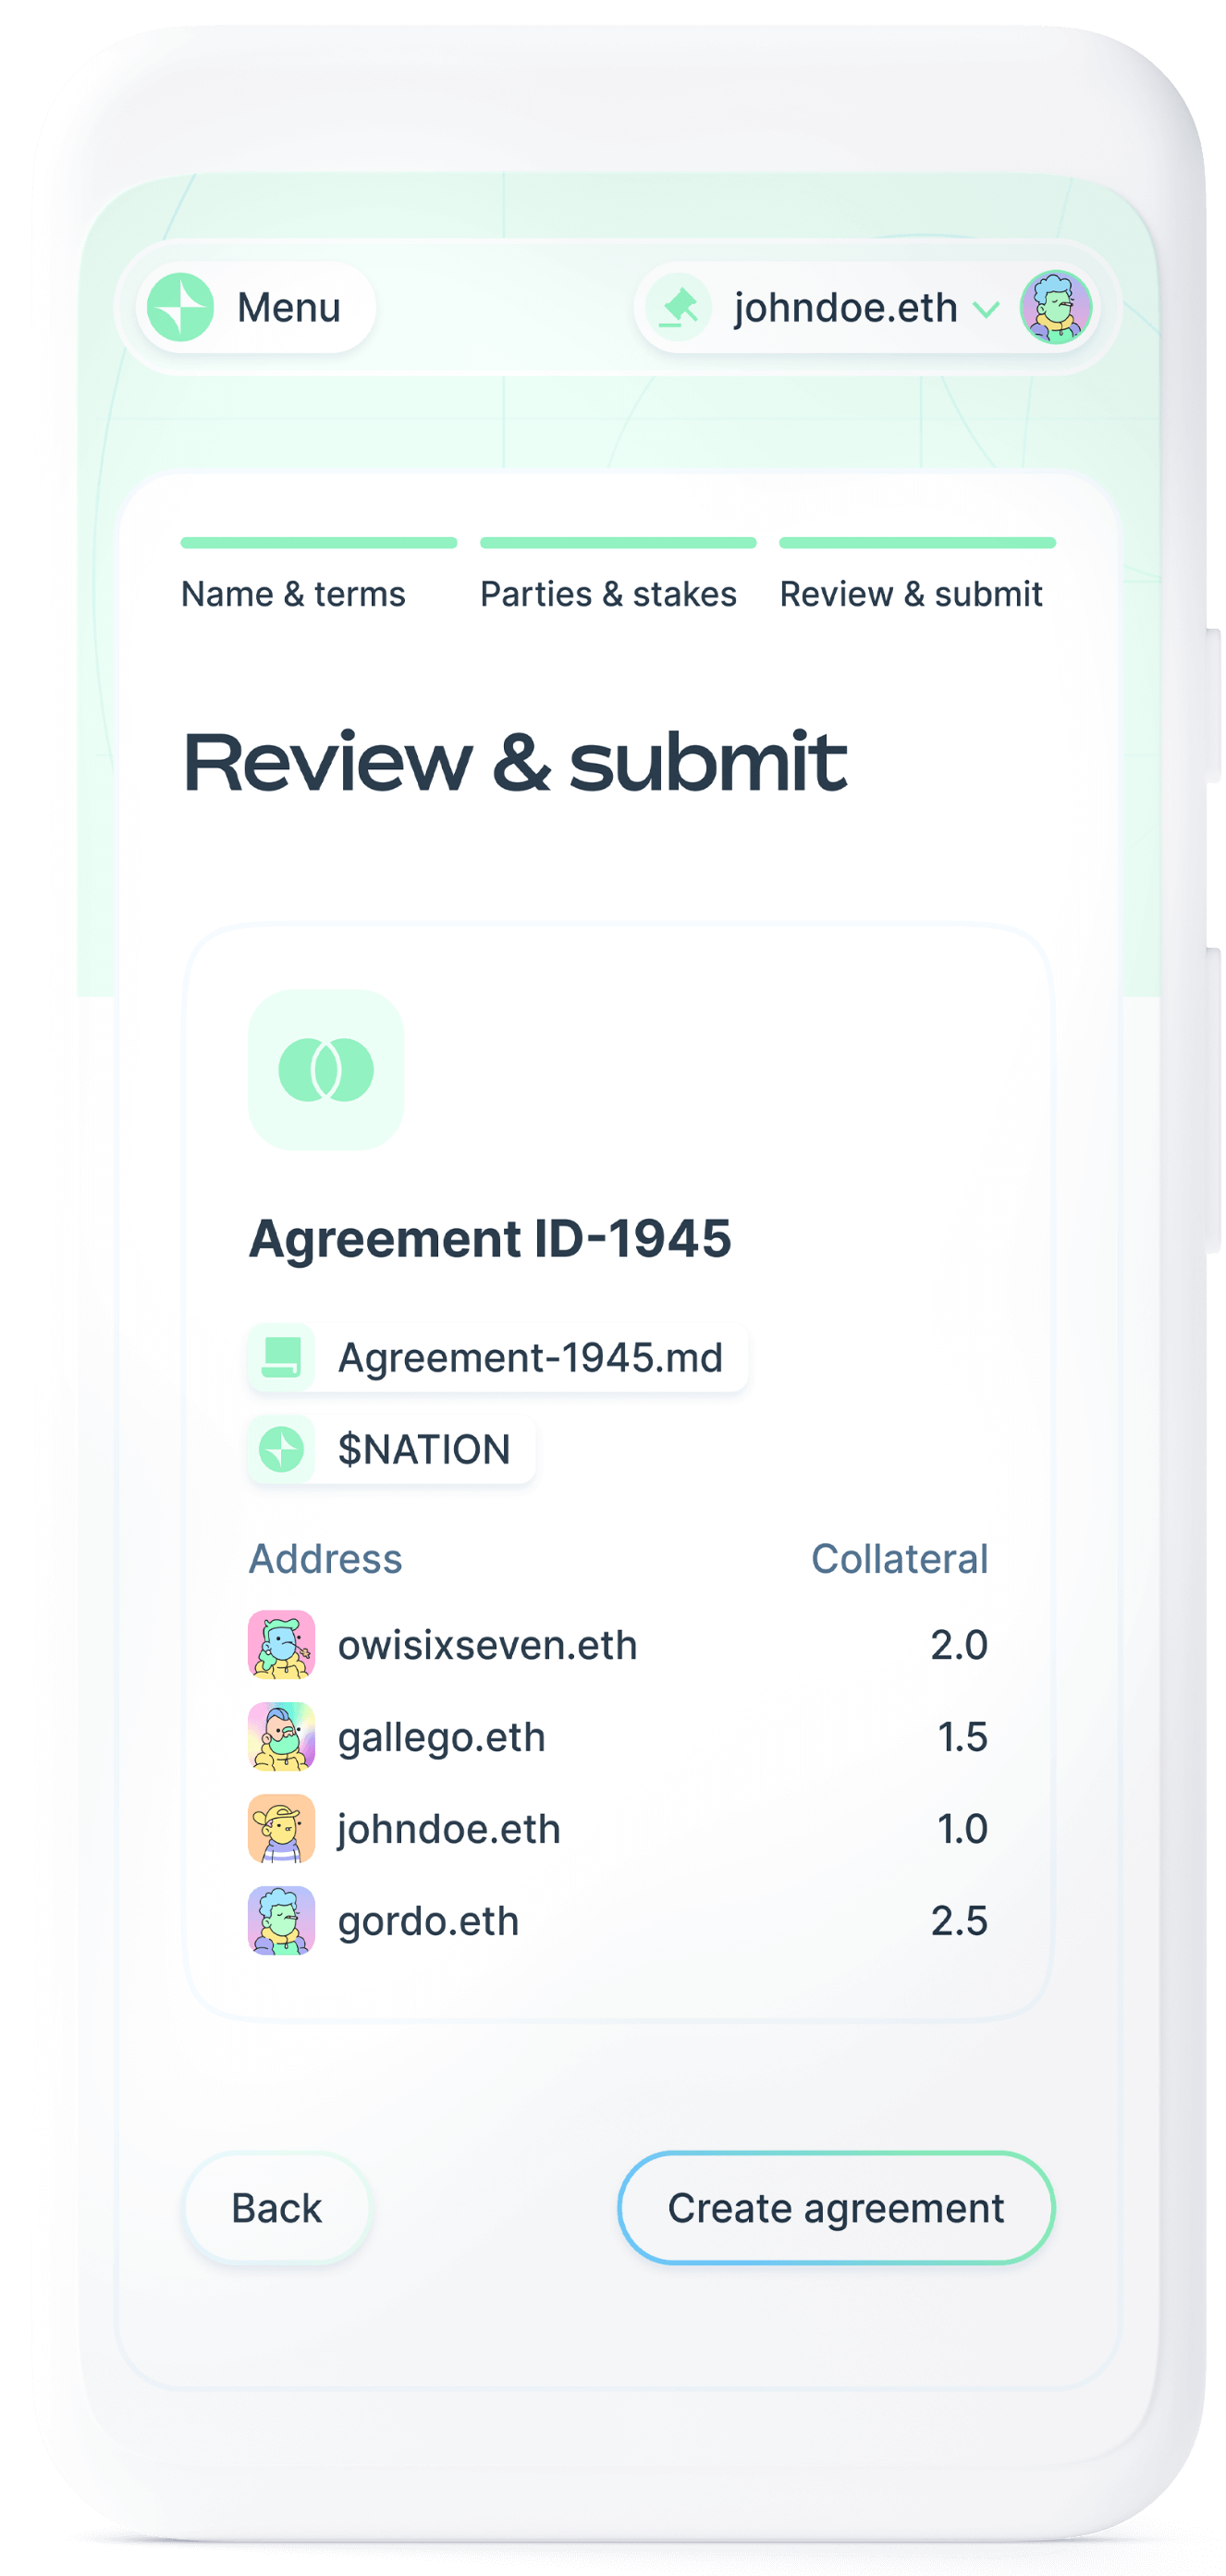 Menu
johndoe.eth
Name & terms
Parties & stakes
Review & submit
Review & submit
Agreement ID-1945
Agreement-1945.md
$NATION
Address Collateral
owisixseven.eth 2.0
gallego.eth 1.5
johndoe.eth 1.0
gordo.eth 2.5
Back
Create agreement